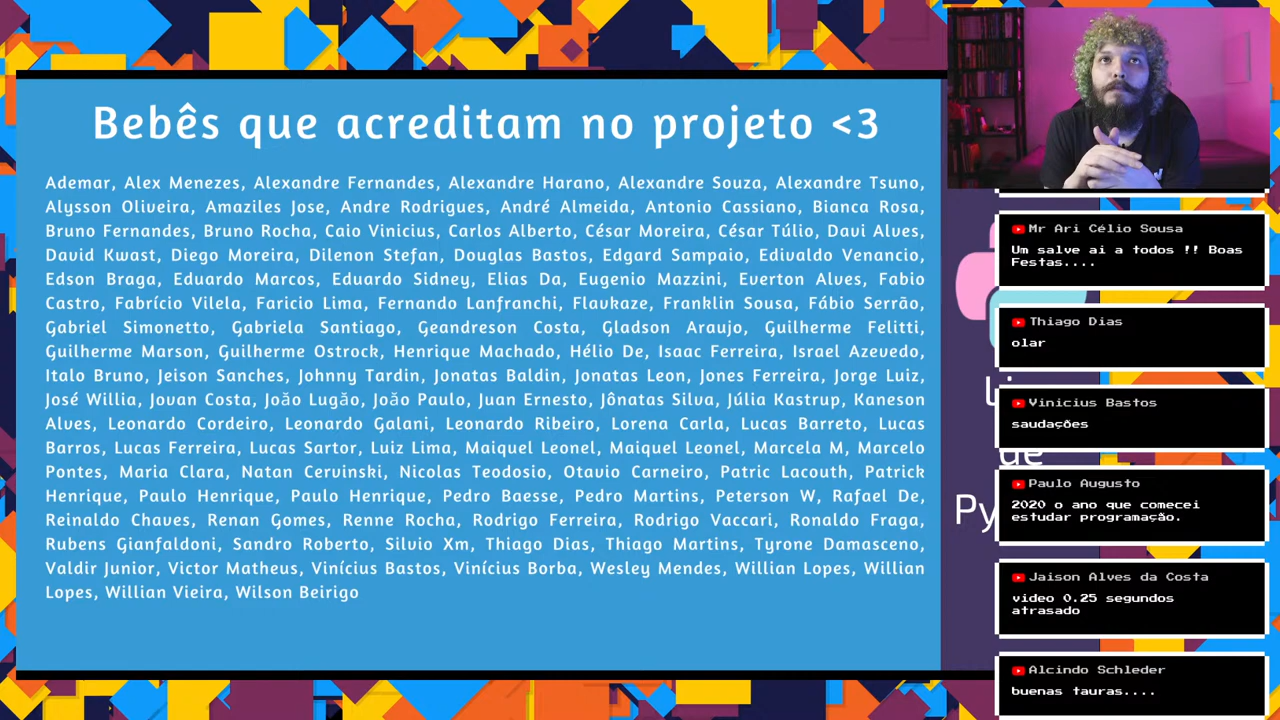 Bebês que acreditam no projeto <3
Ademar, Alex Menezes, Alexandre Fernandes, Alexandre Harano, Alexandre Souza, Alexandre Tsuno,
Alysson Oliveira, Amaziles Jose, Andre Rodrigues, André Almeida, Antonio Cassiano, Bianca Rosa,
Bruno Fernandes, Bruno Rocha, Caio Vinicius, Carlos Alberto, César Moreira, César Túlio, Davi Alves,
David Kwast, Diego Moreira, Dilenon Stefan, Douglas Bastos, Edgard Sampaio, Edivaldo Venancio,
Edson Braga, Eduardo Marcos, Eduardo Sidney, Elias Da, Eugenio Mazzini, Everton Alves, Fabio
Castro, Fabrício Vilela, Faricio Lima, Fernando Lanfranchi, Flavkaze, Franklin Sousa, Fábio Serrão,
Gabriel Simonetto, Gabriela Santiago, Geandreson Costa, Gladson Araujo, Guilherme Felitti,
Guilherme Marson, Guilherme Ostrock, Henrique Machado, Hélio De, Isaac Ferreira, Israel Azevedo,
Italo Bruno, Jeison Sanches, Johnny Tardin, Jonatas Baldin, Jonatas Leon, Jones Ferreira, Jorge Luiz,
José Willia, Jovan Costa, João Lugão, João Paulo, Juan Ernesto, Jônatas Silva, Júlia Kastrup, Kaneson
Alves, Leonardo Cordeiro, Leonardo Galani, Leonardo Ribeiro, Lorena Carla, Lucas Barreto, Lucas
Barros, Lucas Ferreira, Lucas Sartor, Luiz Lima, Maiquel Leonel, Maiquel Leonel, Marcela M, Marcelo
Pontes, Maria Clara, Natan Cervinski, Nicolas Teodosio, Otavio Carneiro, Patric Lacouth, Patrick
Henrique, Paulo Henrique, Paulo Henrique, Pedro Baesse, Pedro Martins, Peterson W, Rafael De,
Reinaldo Chaves, Renan Gomes, Renne Rocha, Rodrigo Ferreira, Rodrigo Vaccari, Ronaldo Fraga,
Rubens Gianfaldoni, Sandro Roberto, Silvio Xm, Thiago Dias, Thiago Martins, Tyrone Damasceno,
Valdir Junior, Victor Matheus, Vinícius Bastos, Vinícius Borba, Wesley Mendes, Willian Lopes, Willian
Lopes, Willian Vieira, Wilson Beirigo
Mr Ari Célio Sousa
Um salve ai a todos !! Boas
Festas....
Thiago Dias
olar
Vinicius Bastos
saudações
Paulo Augusto
2020 o ano que comecei
estudar programação.
Jaison Alves da Costa
video 0.25 segundos
atrasado
Alcindo Schleder
buenas tauras....
Li
de
Py